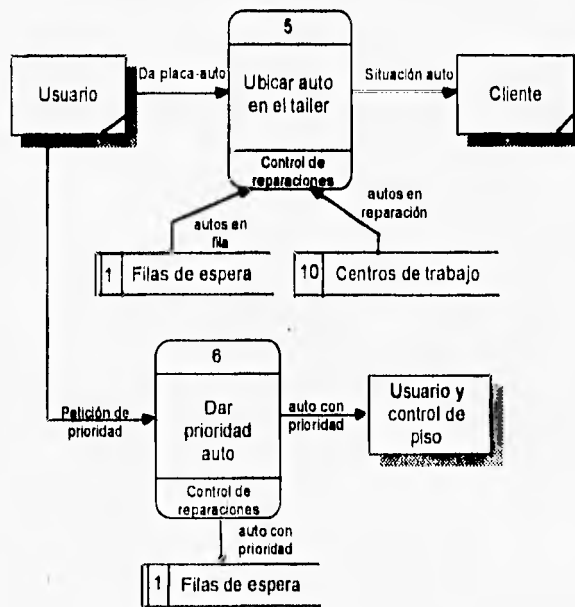 5
Usuario
Da placa-auto
Ubicar auto
en el tailer
Situación auto
Cliente
Control de
reparaciones
autos en
fila
autos en
reparación
1 Filas de espera
10 Centros de trabajo
6
Petición de
prioridad
Dar
prioridad
auto
auto con
prioridad
Usuario y
control de
piso
Control de
reparaciones
auto con
prioridad
1 Filas de espera